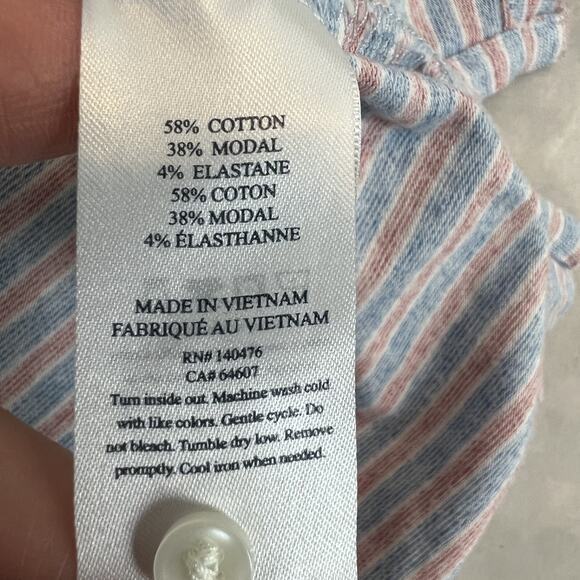 58% COTTON
38% MODAL
4% ELASTANE
58% COTON
38% MODAL
4% ÉLASTHANNE
MADE IN VIETNAM
FABRIQUÉ AU VIETNAM
RN# 140476
CA# 64607
Turn inside out. Machine wash cold
with like colors. Gentle cycle. Do
not bleach. Tumble dry low. Remove
promptly. Cool iron when needed.